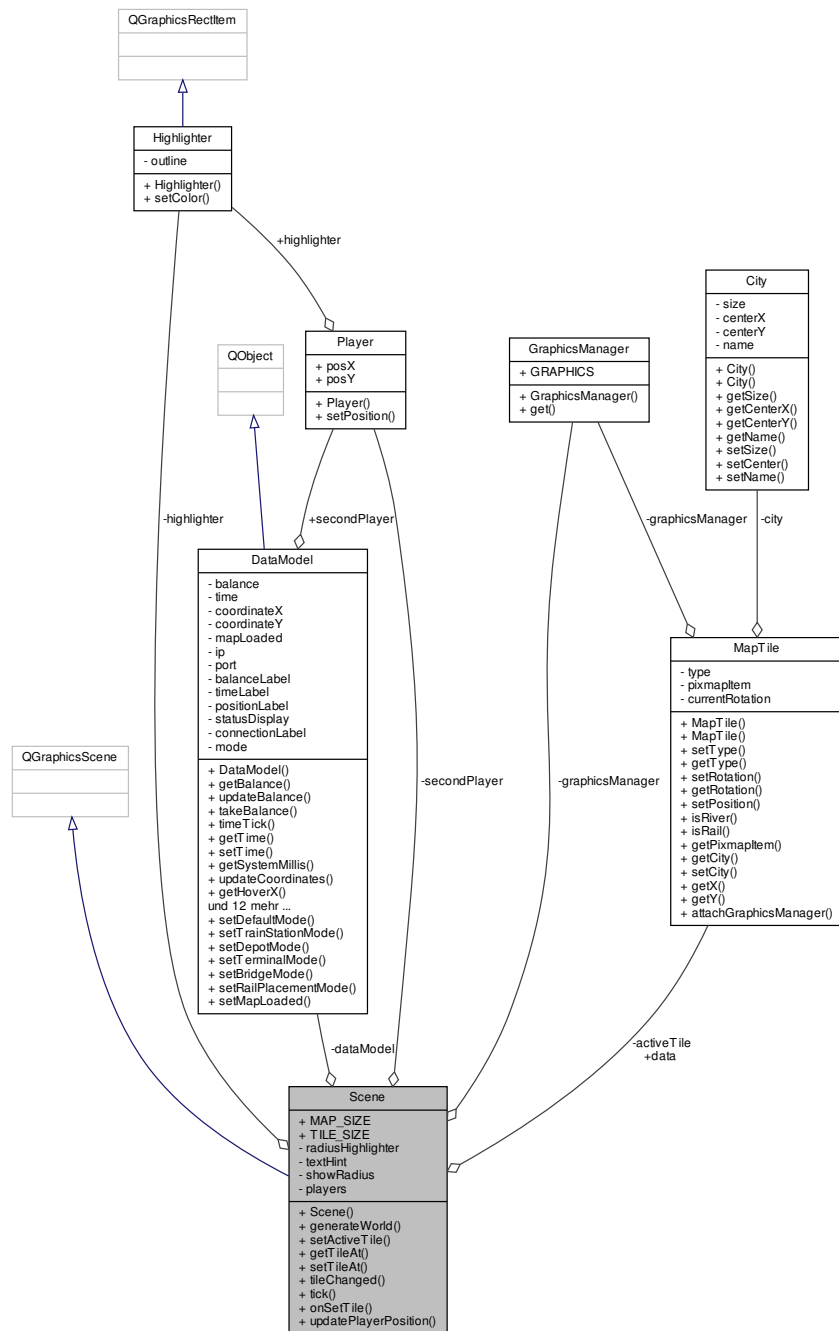 QGraphicsRectItem
Highlighter
- outline
+ Highlighter()
+ setColor()
+highlighter
City
- size
- centerX
- centerY
- name
+ City()
+ City()
+ getSize()
+ getCenterX()
+ getCenterY()
+ getName()
+ setSize()
+ setCenter()
+ setName()
Player
+ posX
+ posY
+ Player()
+ setPosition()
GraphicsManager
+ GRAPHICS
+ GraphicsManager()
+ get()
QObject
-highlighter
+secondPlayer
-graphicsManager
-city
DataModel
- balance
- time
- coordinateX
- coordinateY
- mapLoaded
- ip
- port
- balanceLabel
- timeLabel
- positionLabel
- statusDisplay
- connectionLabel
- mode
+ DataModel()
+ getBalance()
+ updateBalance()
+ takeBalance()
+ timeTick()
+ getTime()
+ setTime()
+ getSystemMillis()
+ updateCoordinates()
+ getHoverX()
und 12 mehr ...
+ setDefaultMode()
+ setTrainStationMode()
+ setDepotMode()
+ setTerminalMode()
+ setBridgeMode()
+ setRailPlacementMode()
+ setMapLoaded()
MapTile
- type
- pixmapItem
- currentRotation
+ MapTile()
+ MapTile()
+ setType()
+ getType()
+ setRotation()
+ getRotation()
+ setPosition()
+ isRiver()
+ isRail()
+ getPixmapItem()
+ getCity()
+ setCity()
+ getX()
+ getY()
+ attachGraphicsManager()
QGraphicsScene
-secondPlayer
-graphicsManager
-dataModel
-activeTile
+data
Scene
+ MAP_SIZE
+ TILE_SIZE
- radiusHighlighter
- textHint
- showRadius
- players
+ Scene()
+ generateWorld()
+ setActiveTile()
+ getTileAt()
+ setTileAt()
+ tileChanged()
+ tick()
+ onSetTile()
+ updatePlayerPosition()